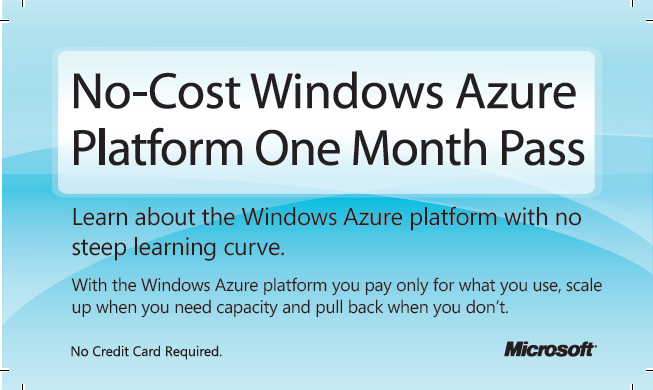 No-Cost Windows Azure
Platform One Month Pass
Learn about the Windows Azure platform with no
steep learning curve.
With the Windows Azure platform you pay only for what you use, scale
up when you need capacity and pull back when you don't.
No Credit Card Required.
Microsoft